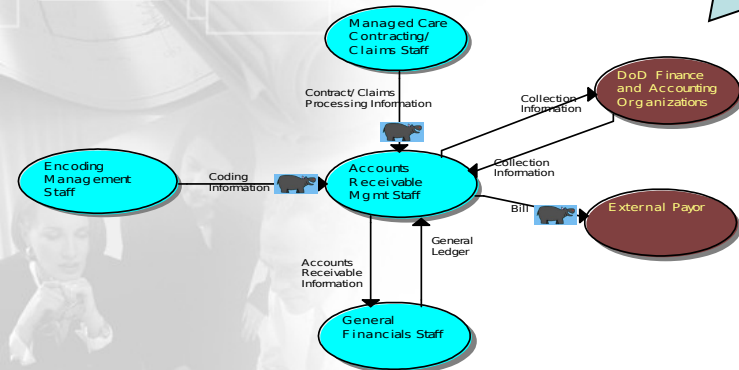 Managed Care
Contracting/
Claims Staff
Contract/ Claims
Processing Information
DoD Finance
and Accounting
Organizations
Collection
Information
Collection
Information
Encoding
Management
Staff
Coding
Information
Accounts
Receivable
Mgmt Staff
Bill
External Payor
General
Ledger
Accounts
Receivable
Information
General
Financials Staff